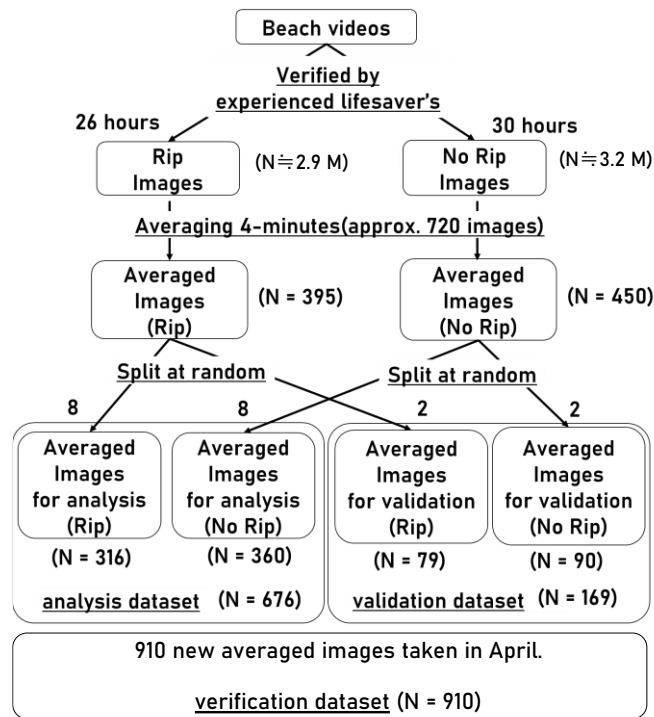 Beach videos
Verified by
experienced lifesaver's
26 hours
30 hours
Rip
Images
(N≒2.9 M)
No Rip
Images
(N≒3.2 M)
Averaging 4-minutes(approx. 720 images)
Averaged
Images
(Rip)
(N = 395)
Averaged
Images
(No Rip)
(N = 450)
Split at random
Split at random
8
8
2
2
Averaged
Images
for analysis
(Rip)
Averaged
Images
for analysis
(No Rip)
Averaged
Images
for validation
(Rip)
Averaged
Images
for validation
(No Rip)
(N = 316)
(N = 360)
(N = 79)
(N = 90)
analysis dataset (N = 676)
validation dataset (N = 169)
910 new averaged images taken in April.
verification dataset (N = 910)